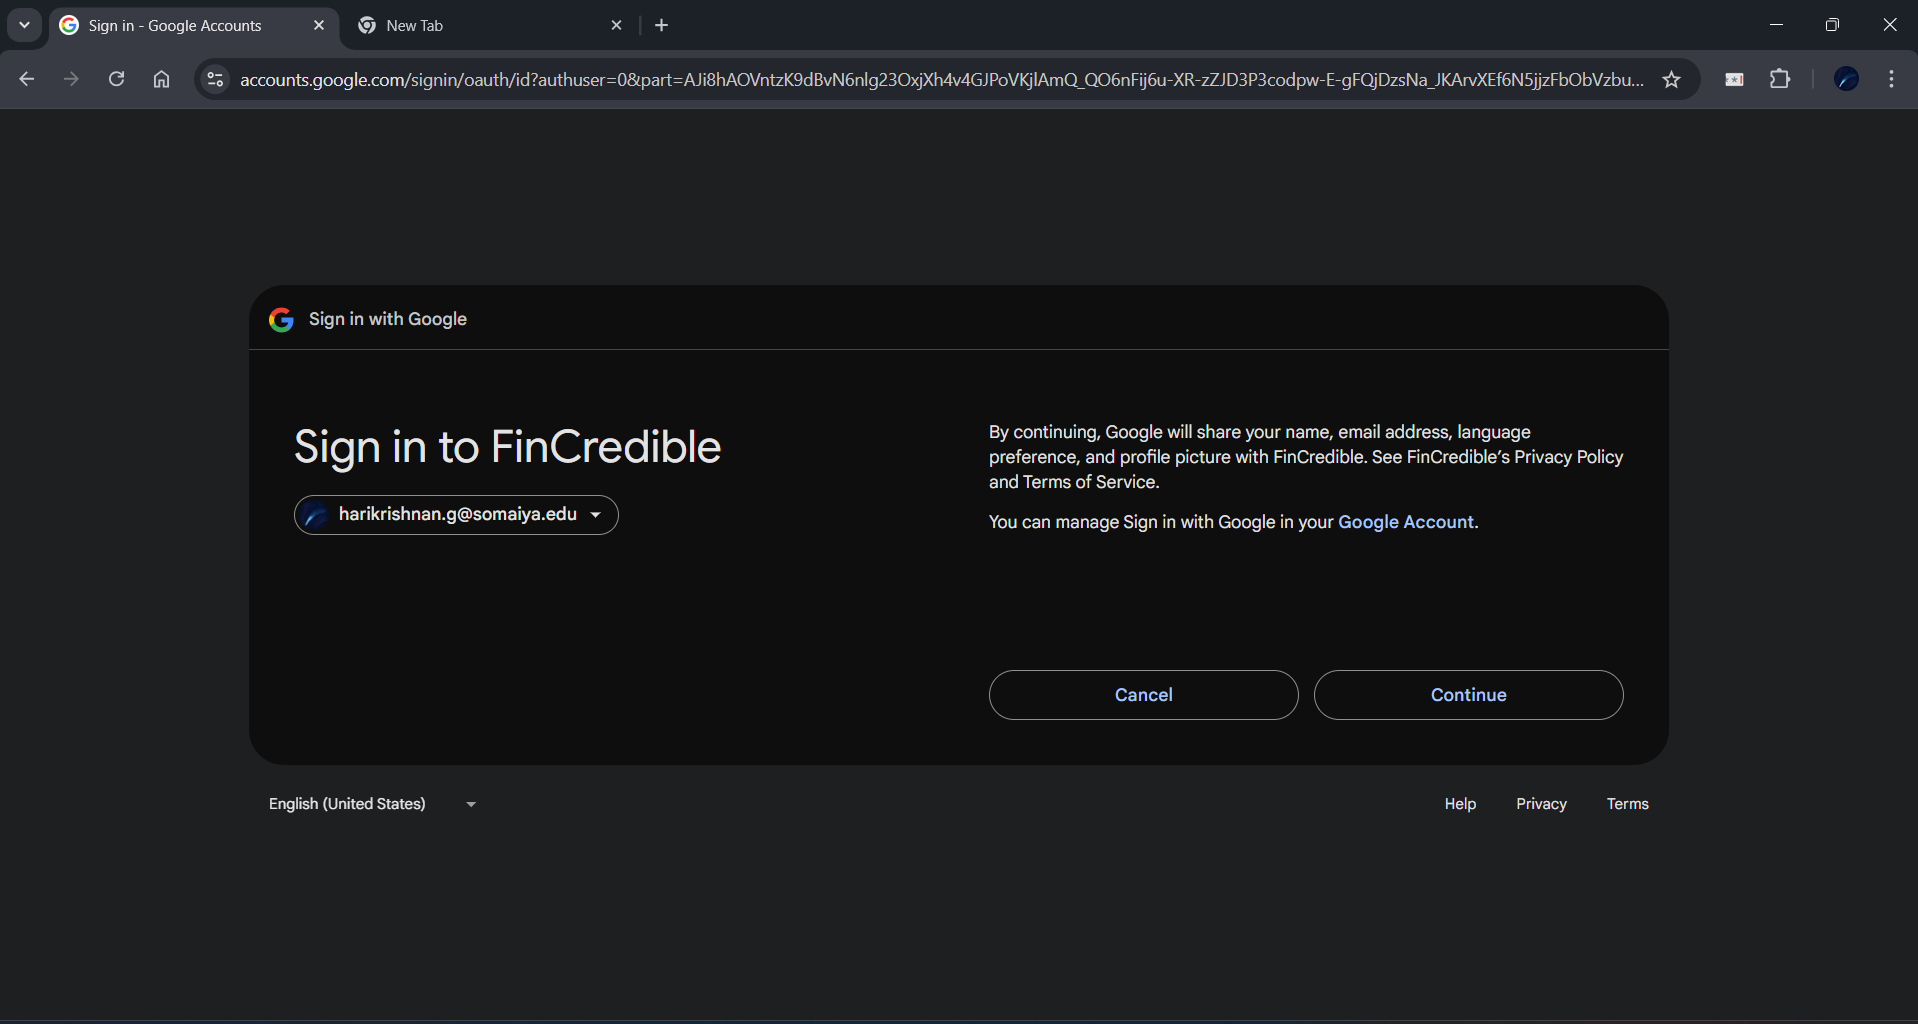 Sign in - Google Accounts
New Tab
accounts.google.com/signin/oauth/id?authuser=0&part=AJi8hAOVntzK9dBvN6nlg23OxjXh4v4GJPoVKjlAmQ_QO6nFij6u-XR-zZJD3P3codpw-E-gFQjDzsNa_JKArvXEf6N5jjzFbObVzbu...
Sign in with Google
Sign in to FinCredible
harikrishnan.g@somaiya.edu
By continuing, Google will share your name, email address, language
preference, and profile picture with FinCredible. See FinCredible’s Privacy Policy
and Terms of Service.
You can manage Sign in with Google in your Google Account.
Cancel
Continue
English (United States)
Help
Privacy
Terms